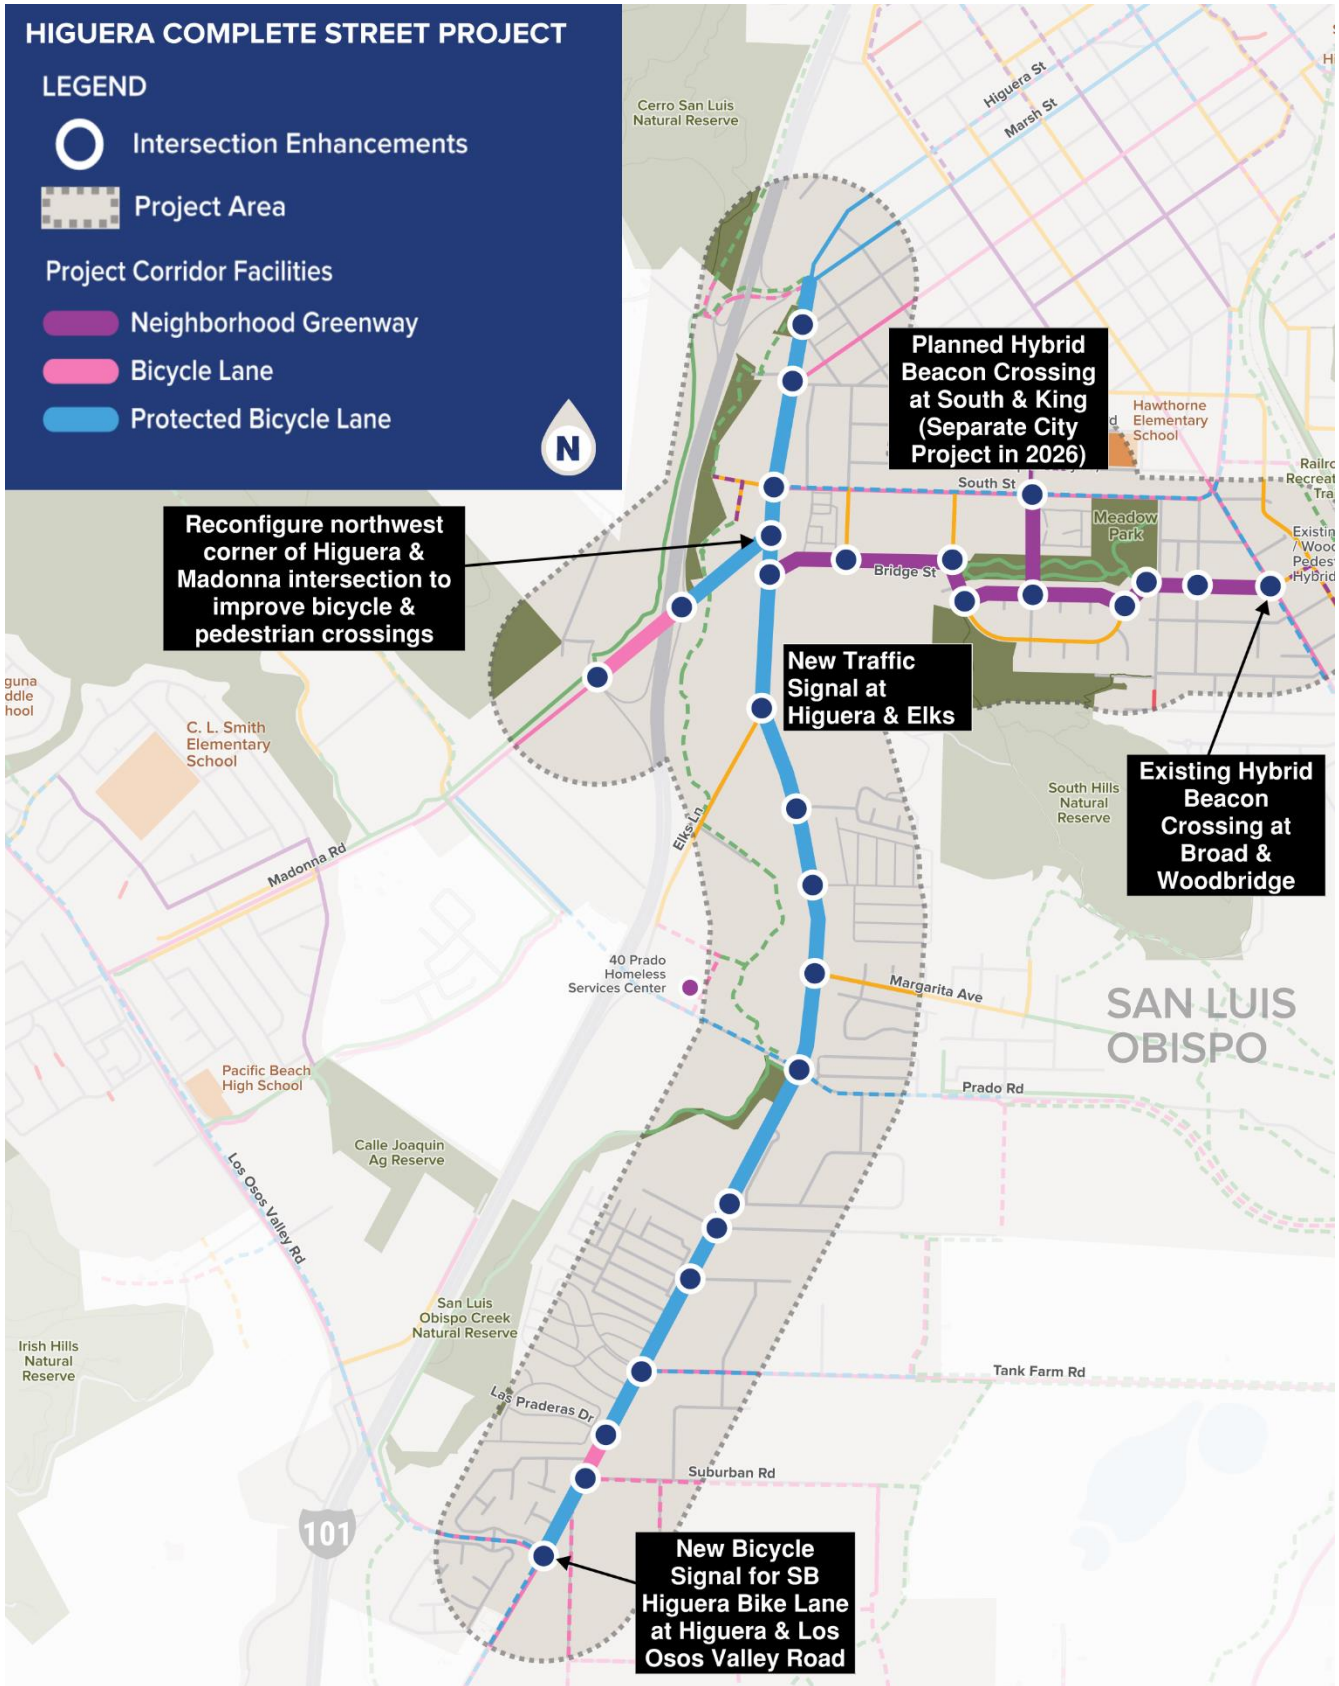 HIGUERA COMPLETE STREET PROJECT
LEGEND
Intersection Enhancements
Project Area
Project Corridor Facilities
Neighborhood Greenway
Bicycle Lane
Protected Bicycle Lane
N
Cerro San Luis
Natural Reserve
Higuera St
Marsh St
Planned Hybrid
Beacon Crossing
at South & King
(Separate City
Project in 2026)
Hawthorne
Elementary
School
South St
Meadow
Park
Bridge St
Reconfigure northwest
corner of Higuera &
Madonna intersection to
improve bicycle &
pedestrian crossings
New Traffic
Signal at
Higuera & Elks
C. L. Smith
Elementary
School
South Hills
Natural
Reserve
Existing Hybrid
Beacon
Crossing at
Broad &
Woodbridge
Elks Ln
Madonna Rd
40 Prado
Homeless
Services Center
Margarita Ave
SAN LUIS
OBISPO
Pacific Beach
High School
Prado Rd
Calle Joaquin
Ag Reserve
Los Osos Valley Rd
San Luis
Obispo Creek
Natural Reserve
Irish Hills
Natural
Reserve
Tank Farm Rd
Las Praderas Dr
Suburban Rd
101
New Bicycle
Signal for SB
Higuera Bike Lane
at Higuera & Los
Osos Valley Road